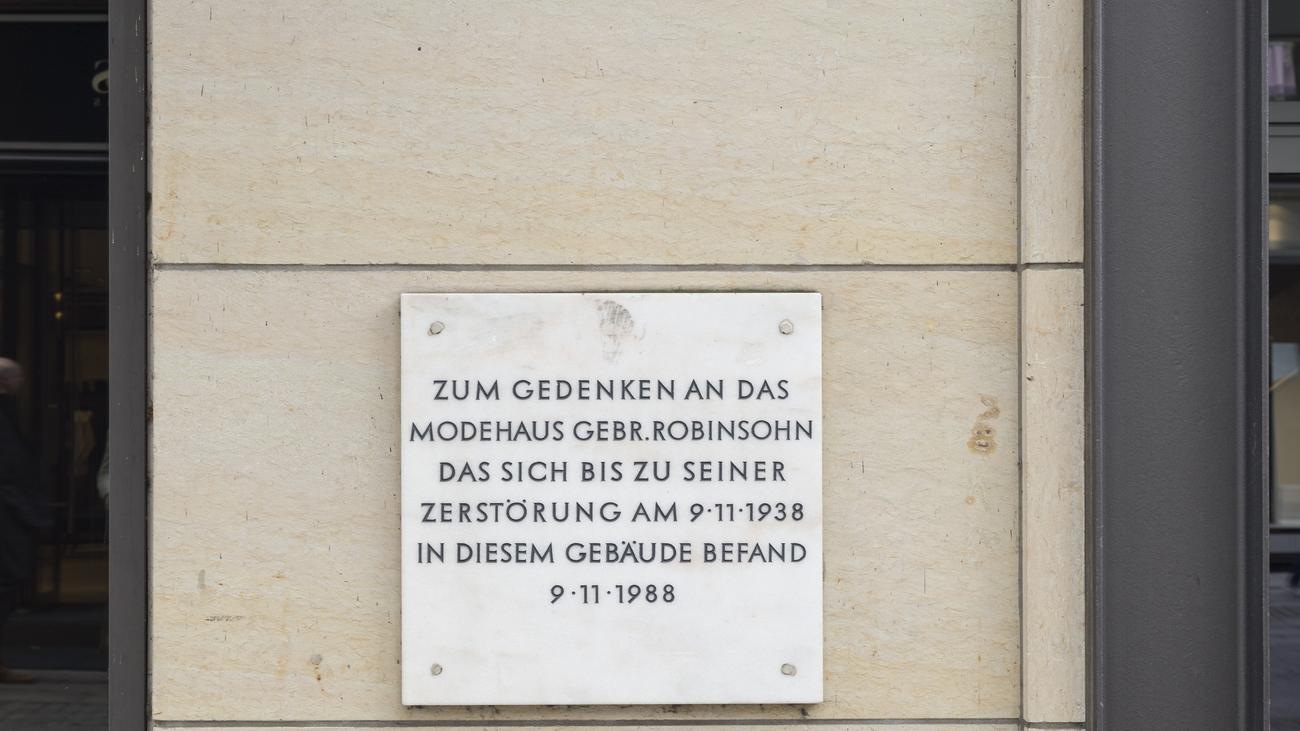 ZUM GEDENKEN AN DAS
MODEHAUS GEBR. ROBINSOHN
DAS SICH BIS ZU SEINER
ZERSTÖRUNG AM 9·11·1938
IN DIESEM GEBÄUDE BEFAND
9·11·1988